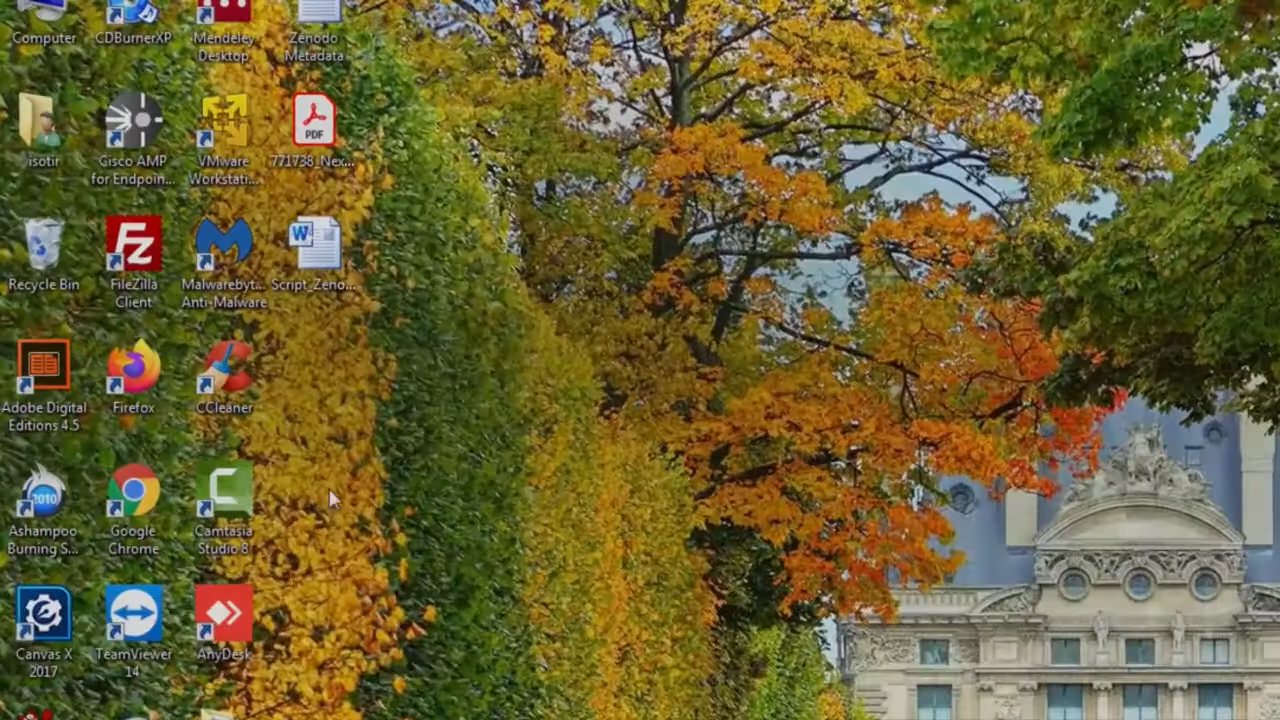 Computer
CDBurnerXP
Mendeley
Desktop
Zenodo
Metadata
isotir
Cisco AMP
for Endpoin...
VMware
Workstati...
PDF
771738_Nex...
Recycle Bin
FileZilla
Client
Malwarebyt...
Anti-Malware
W
Script_Zeno...
Adobe Digital
Editions 4.5
Firefox
CCleaner
2010
Ashampoo
Burning S...
Google
Chrome
Camtasia
Studio 8
Canvas X
2017
TeamViewer
14
AnyDesk